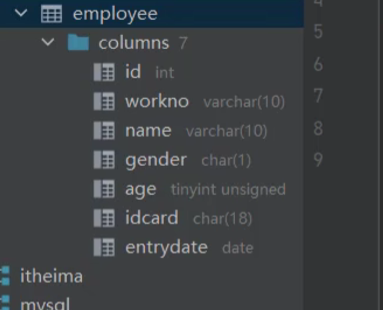 employee
columns 7
id int
workno varchar(10)
name varchar(10)
gender char(1)
age tinyint unsigned
idcard char(18)
entrydate date
itheima
mysql
5
6
7
8
9